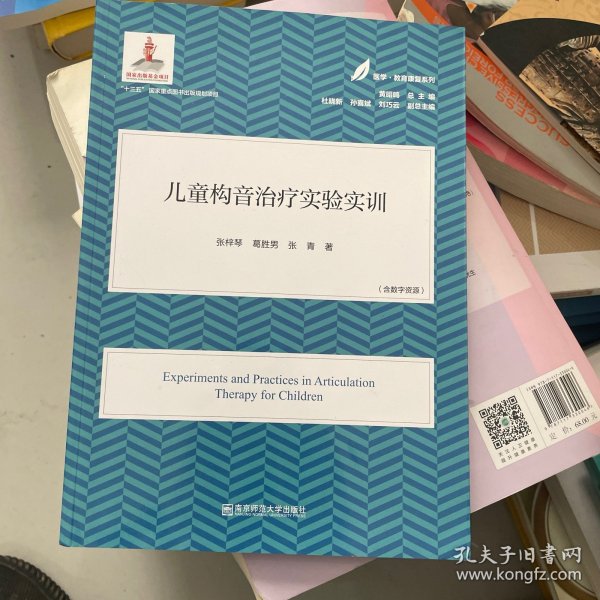 国家出版基金项目
"十三五"国家重点图书出版规划项目
医学·教育康复系列
黄昭鸣 总主编
杜晓新 孙喜斌 刘巧云 副总主编
儿童构音治疗实验实训
张梓琴 葛胜男 张青 著
（含数字资源）
Experiments and Practices in Articulation
Therapy for Children
南京师范大学出版社
NANJING NORMAL UNIVERSITY PRESS
SUCCESS
定价：68.00元
孔夫子旧书网
www.kongfz.com